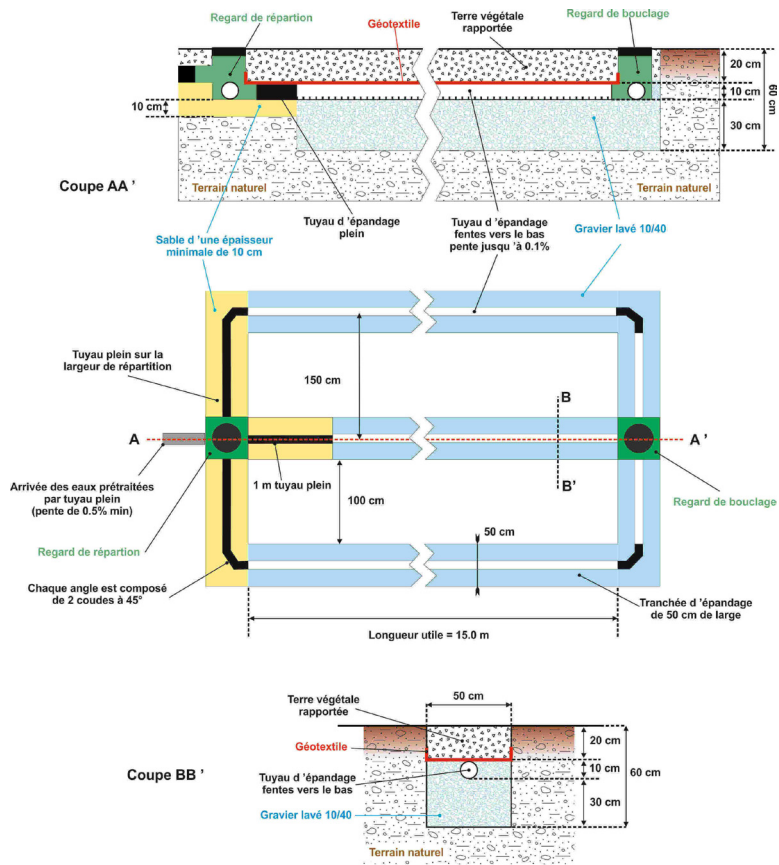 Regard de répartion
Géotextile
Terre végétale
rapportée
Regard de bouclage
20 cm
10 cm
30 cm
60 cm
10 cm
Coupe AA '
Terrain naturel
Terrain naturel
Sable d 'une épaisseur
minimale de 10 cm
Tuyau d 'épandage
plein
Tuyau d 'épandage
fentes vers le bas
pente jusqu 'à 0.1%
Gravier lavé 10/40
Tuyau plein sur la
largeur de répartition
150 cm
B
A
A '
B'
1 m tuyau plein
Arrivée des eaux prétraitées
par tuyau plein
(pente de 0.5% min)
100 cm
Regard de bouclage
50 cm
Regard de répartion
Chaque angle est composé
de 2 coudes à 45°
Tranchée d 'épandage
de 50 cm de large
Longueur utile = 15.0 m
50 cm
Terre végétale
rapportée
Géotextile
20 cm
Coupe BB '
Tuyau d 'épandage
fentes vers le bas
10 cm
60 cm
30 cm
Gravier lavé 10/40
Terrain naturel